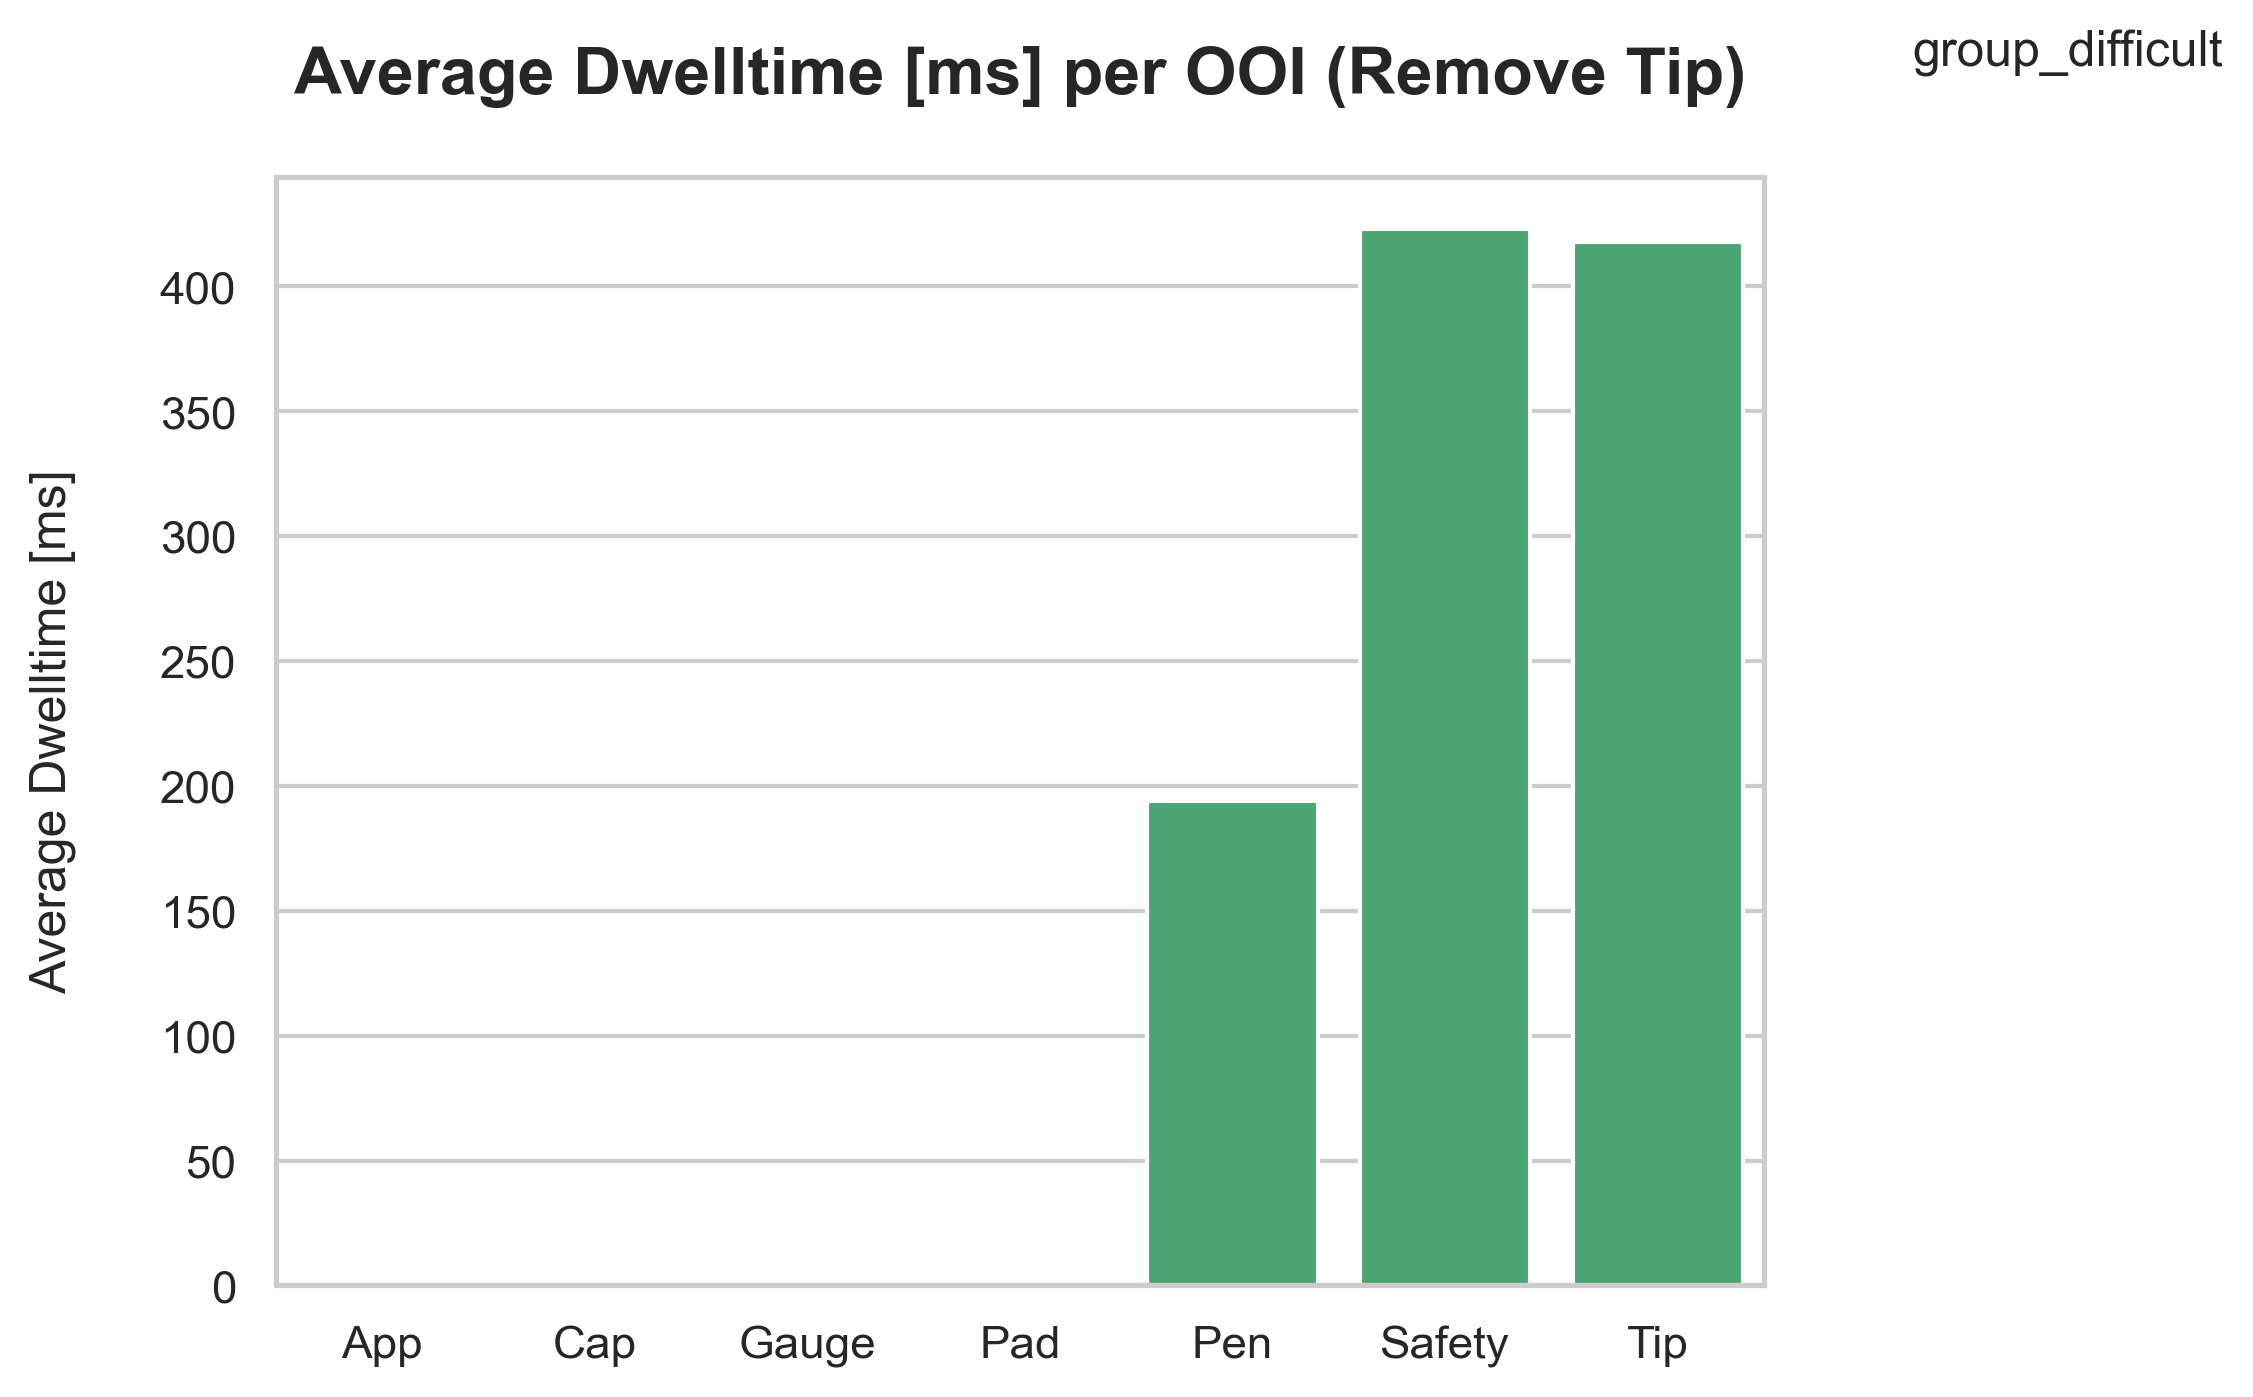 Average Dwelltime [ms] per OOI (Remove Tip)
group_difficult
Average Dwelltime [ms]
400
350
300
250
200
150
100
50
0
App Cap Gauge Pad Pen Safety Tip